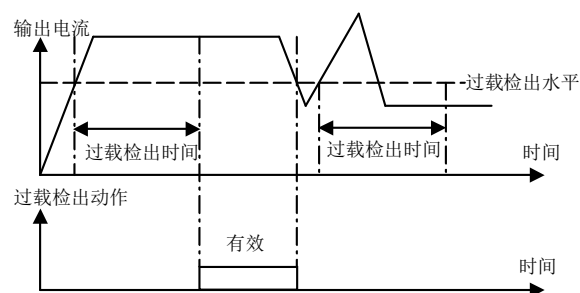 输出电流
过载检出水平
过载检出时间
过载检出时间
时间
过载检出动作
有效
时间